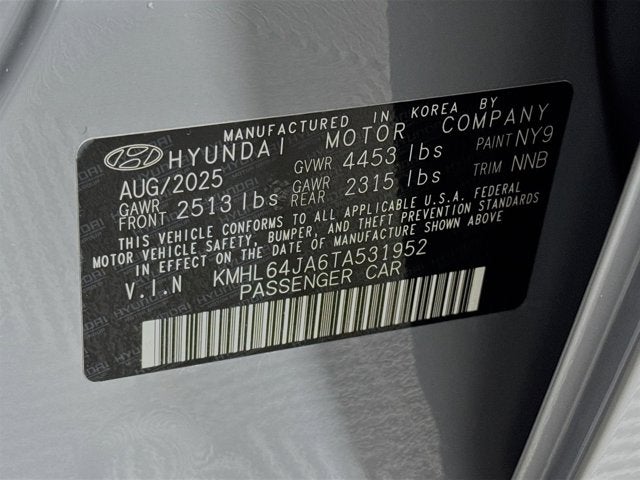 MANUFACTURED IN KOREA BY
HYUNDAI MOTOR COMPANY
AUG/2025 GVWR 4453 lbs PAINT NY9
GAWR FRONT 2513 lbs GAWR REAR 2315 lbs TRIM NNB
THIS VEHICLE CONFORMS TO ALL APPLICABLE U.S.A. FEDERAL
MOTOR VEHICLE SAFETY, BUMPER, AND THEFT PREVENTION STANDARDS
IN EFFECT ON THE DATE OF MANUFACTURE SHOWN ABOVE
V.I.N KMHL64JA6TA531952
PASSENGER CAR